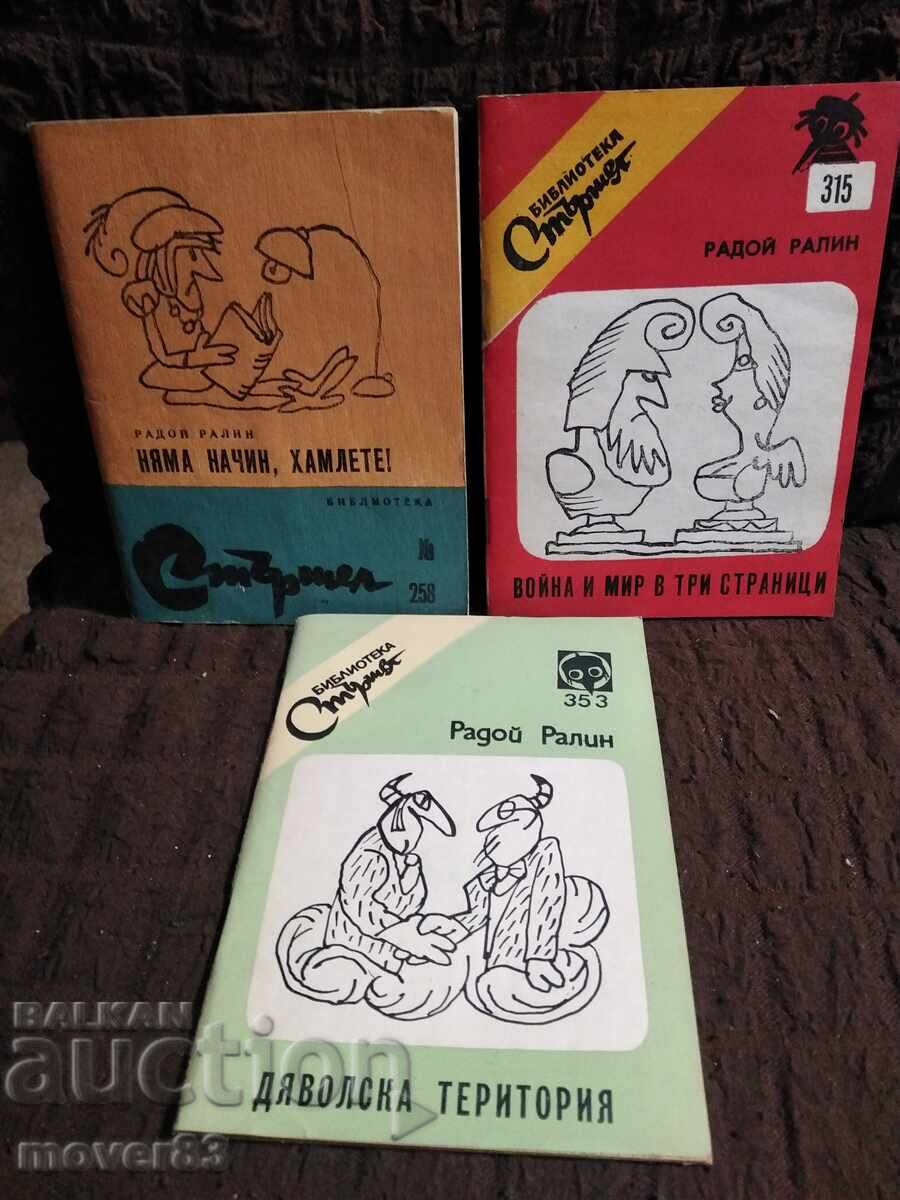 РАДОЙ РАЛИН
НЯМА НАЧИН, ХАМЛЕТЕ!
БИБЛИОТЕКА
Стършел
№
258
БИБЛИОТЕКА
Стършел
315
РАДОЙ РАЛИН
ВОЙНА И МИР В ТРИ СТРАНИЦИ
БИБЛИОТЕКА
Стършел
353
Радой Ралин
ДЯВОЛСКА ТЕРИТОРИЯ
BALKAN
auction
mover83